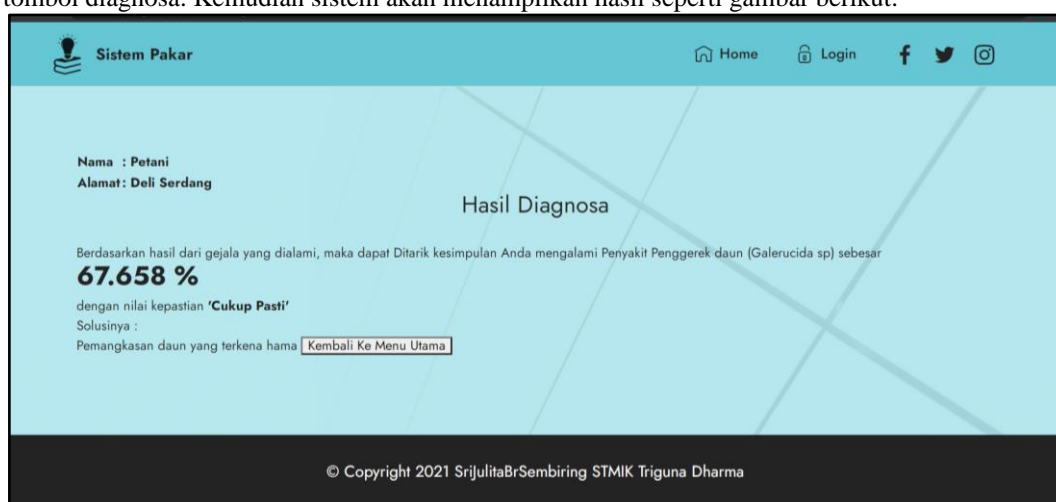 tombol diagnosa. Kemudian sistem akan menampilkan hasil seperti gambar berikut:
Sistem Pakar
Home
Login
Nama : Petani
Alamat: Deli Serdang
Hasil Diagnosa
Berdasarkan hasil dari gejala yang dialami, maka dapat Ditarik kesimpulan Anda mengalami Penyakit Penggerek daun (Galerucida sp) sebesar
67.658 %
dengan nilai kepastian 'Cukup Pasti'
Solusinya :
Pemangkasan daun yang terkena hama Kembali Ke Menu Utama
© Copyright 2021 SriJulitaBrSembiring STMIK Triguna Dharma